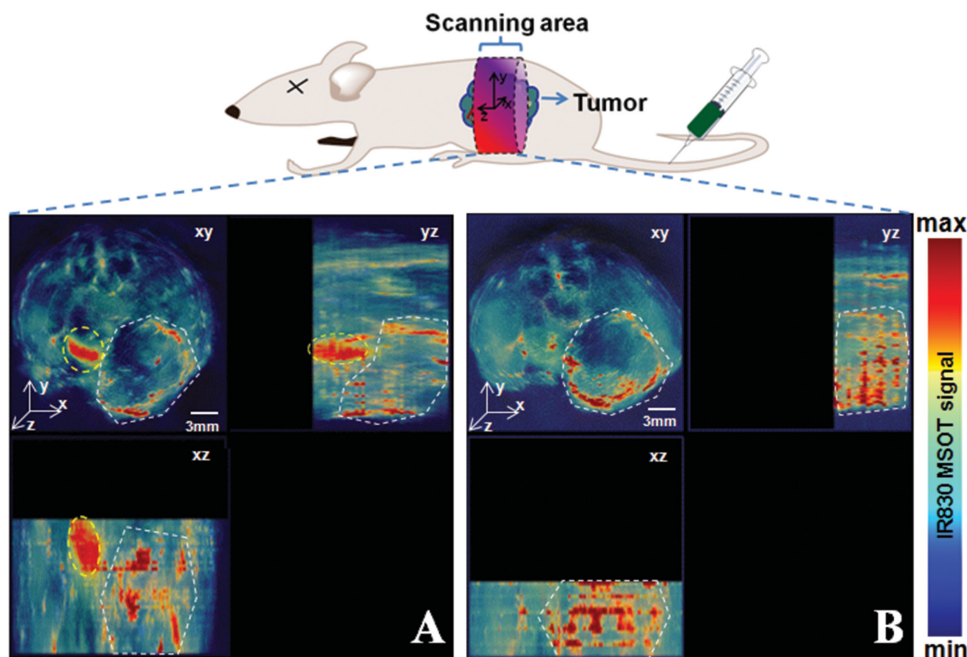 Scanning area
y
x
z
Tumor
xy
yz
y
x
z
3mm
xz
A
xy
yz
y
x
z
3mm
xz
B
max
IR830 MSOT signal
min